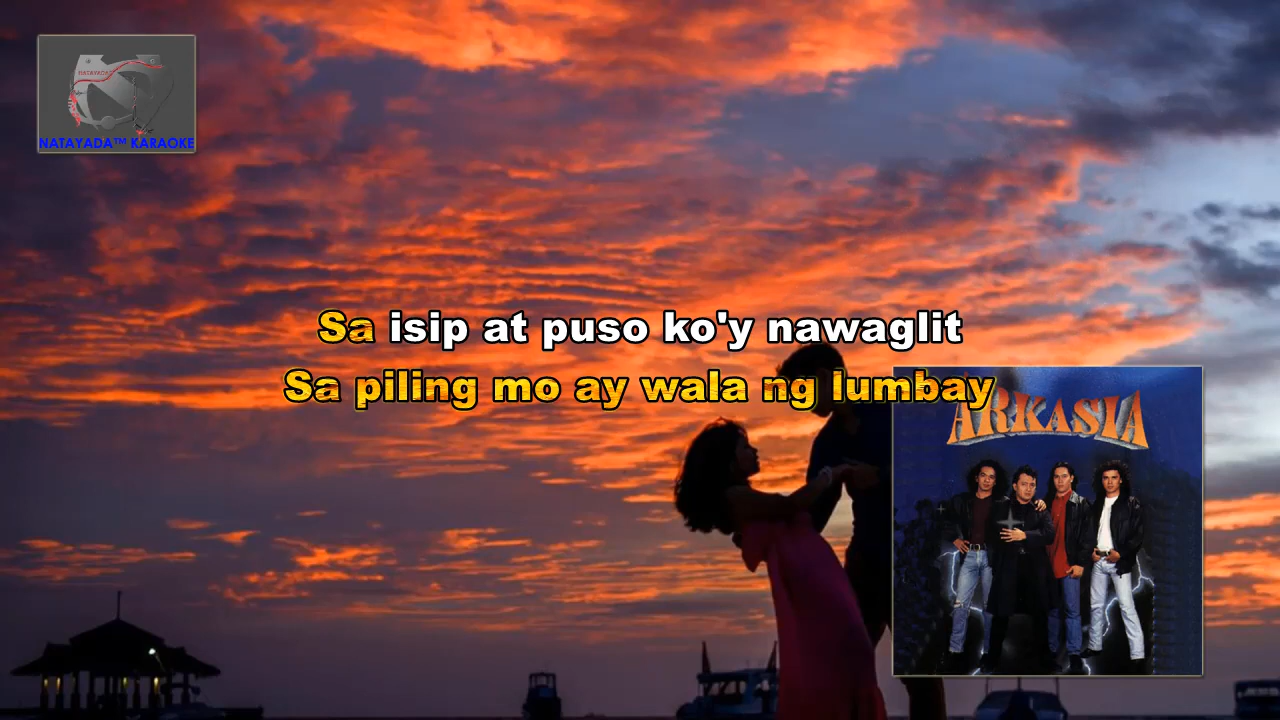 NATAYADA™ KARAOKE
Sa isip at puso ko'y nawaglit
Sa piling mo ay wala ng lumbay
ARKASIA